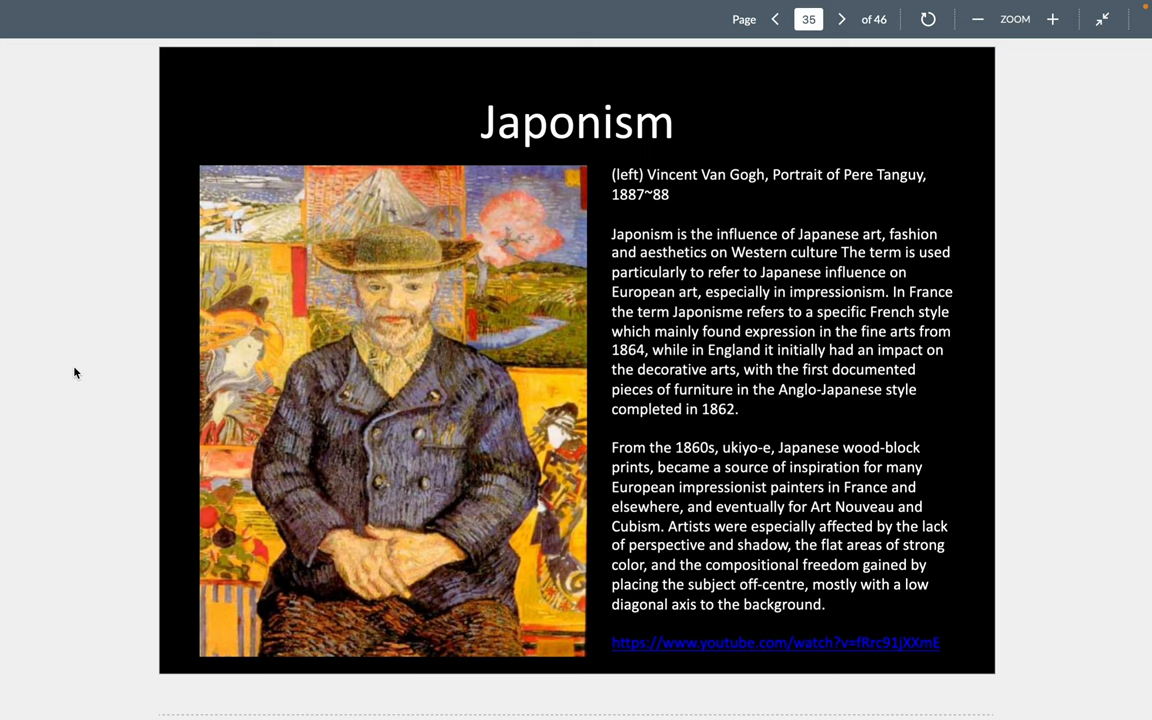 Page 35 of 46 ZOOM
Japonism
(left) Vincent Van Gogh, Portrait of Pere Tanguy,
1887~88
Japonism is the influence of Japanese art, fashion
and aesthetics on Western culture The term is used
particularly to refer to Japanese influence on
European art, especially in impressionism. In France
the term Japonisme refers to a specific French style
which mainly found expression in the fine arts from
1864, while in England it initially had an impact on
the decorative arts, with the first documented
pieces of furniture in the Anglo-Japanese style
completed in 1862.
From the 1860s, ukiyo-e, Japanese wood-block
prints, became a source of inspiration for many
European impressionist painters in France and
elsewhere, and eventually for Art Nouveau and
Cubism. Artists were especially affected by the lack
of perspective and shadow, the flat areas of strong
color, and the compositional freedom gained by
placing the subject off-centre, mostly with a low
diagonal axis to the background.
https://www.youtube.com/watch?v=fRrc91jXXmE